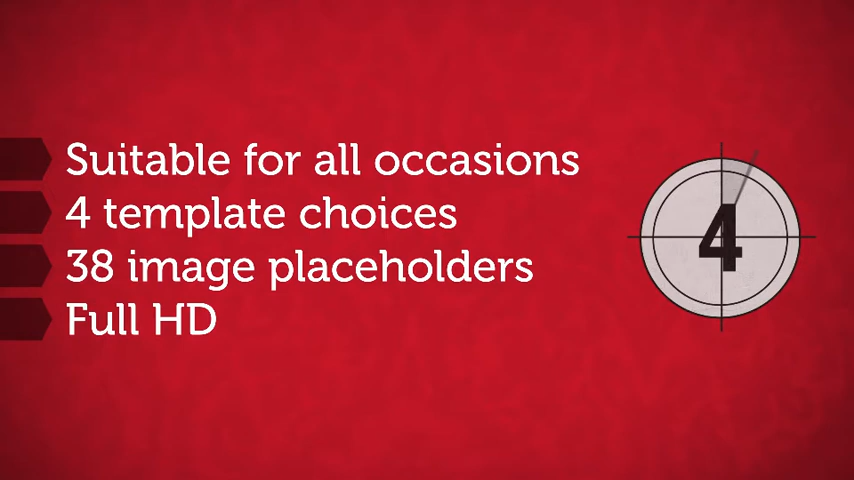 Suitable for all occasions
4 template choices
38 image placeholders
Full HD
4